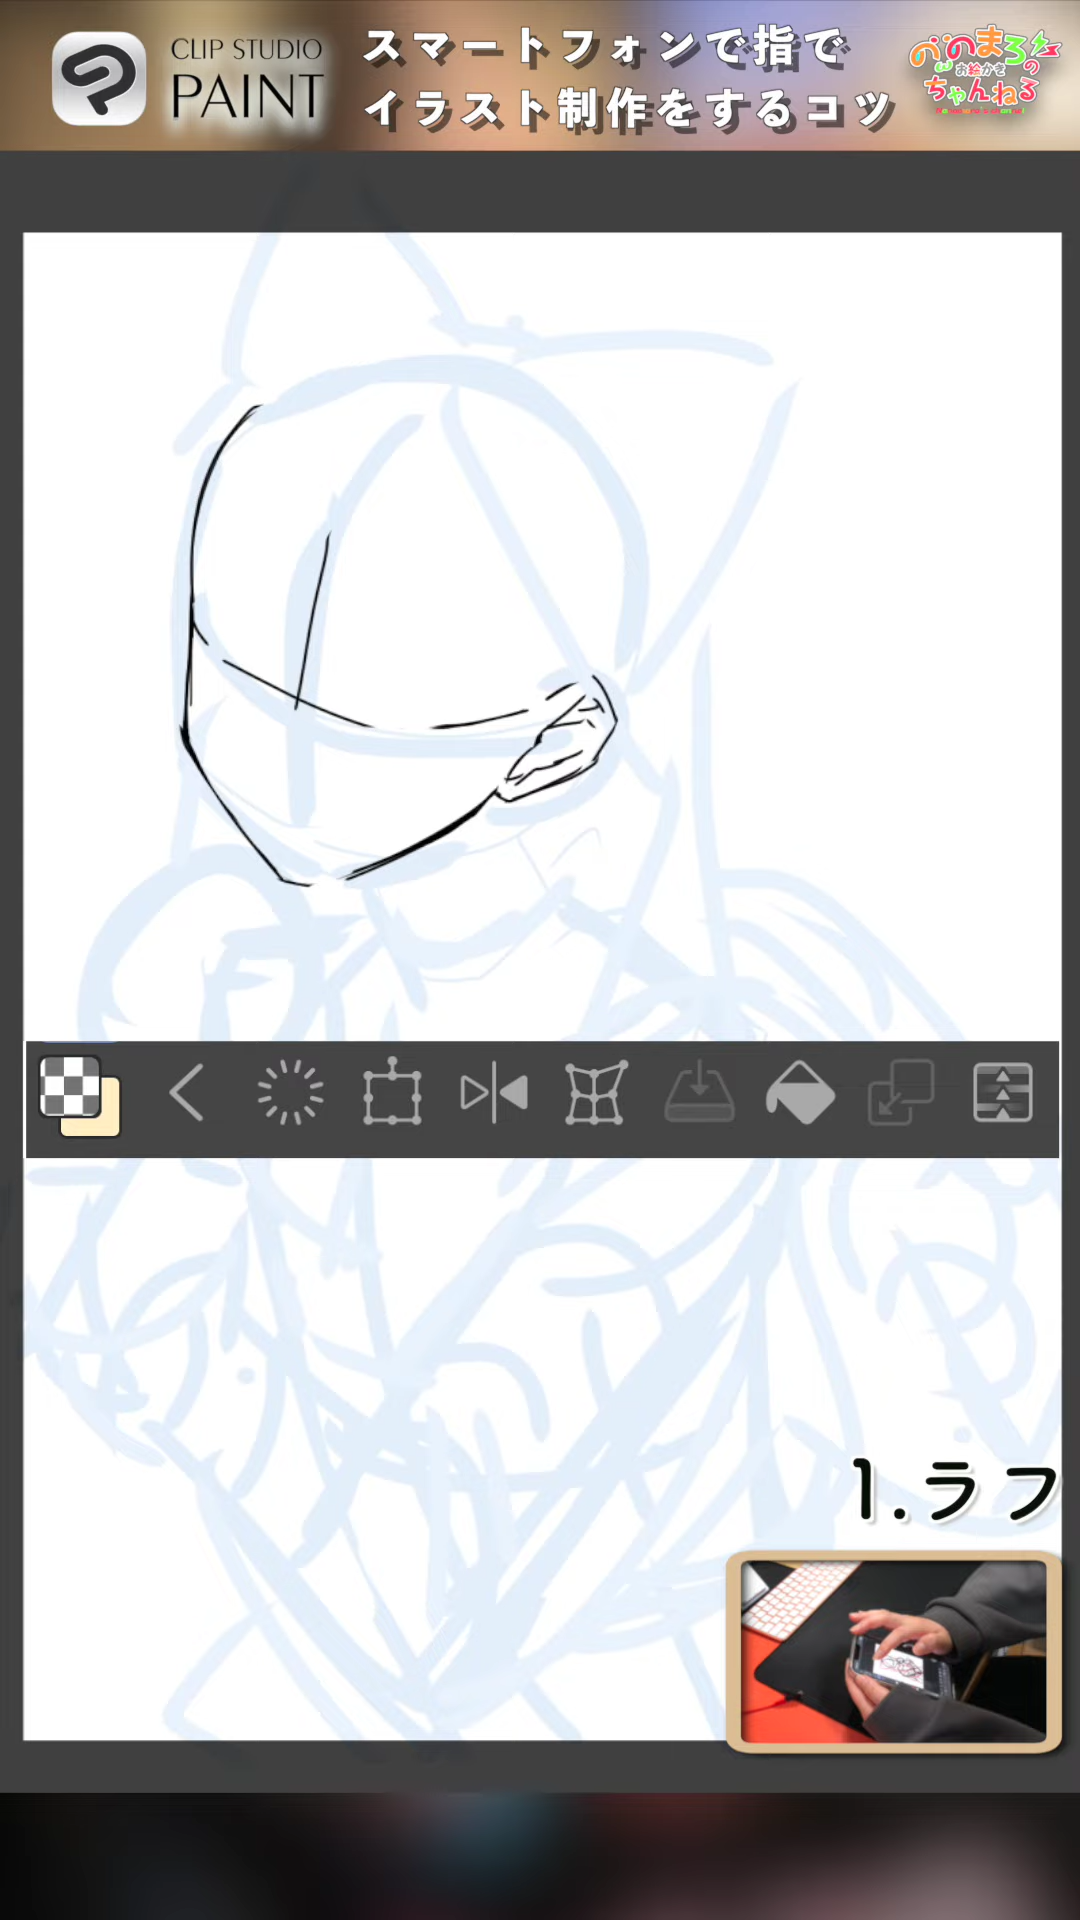 CLIP STUDIO
PAINT
スマートフォンで指で
イラスト制作をするコツ
べのまろの
お絵かき
ちゃんねる
1.ラフ